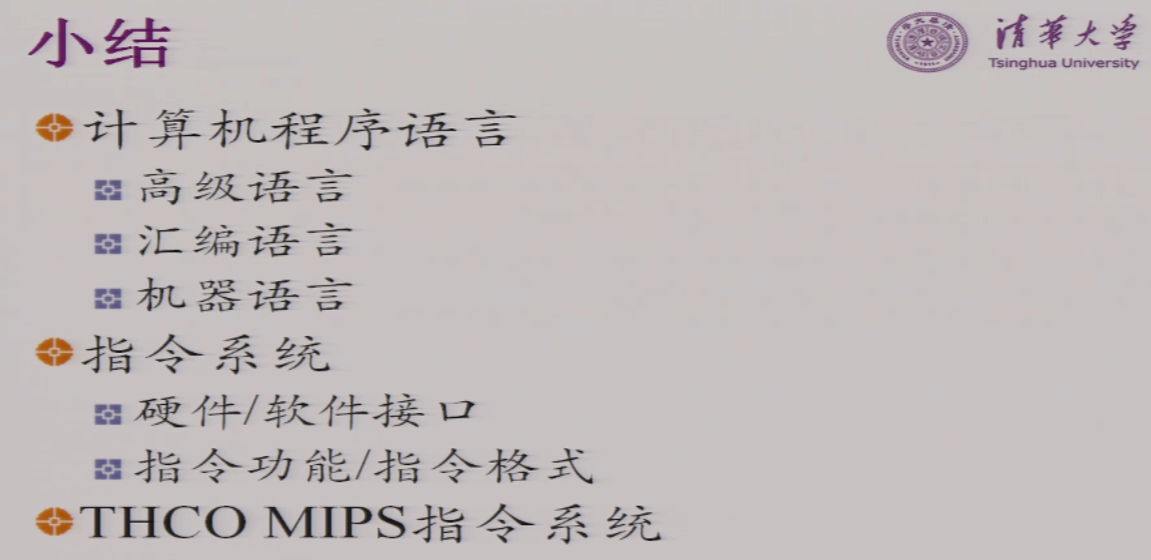 小结
清华大学
Tsinghua University
计算机程序语言
高级语言
汇编语言
机器语言
指令系统
硬件/软件接口
指令功能/指令格式
THCO MIPS指令系统